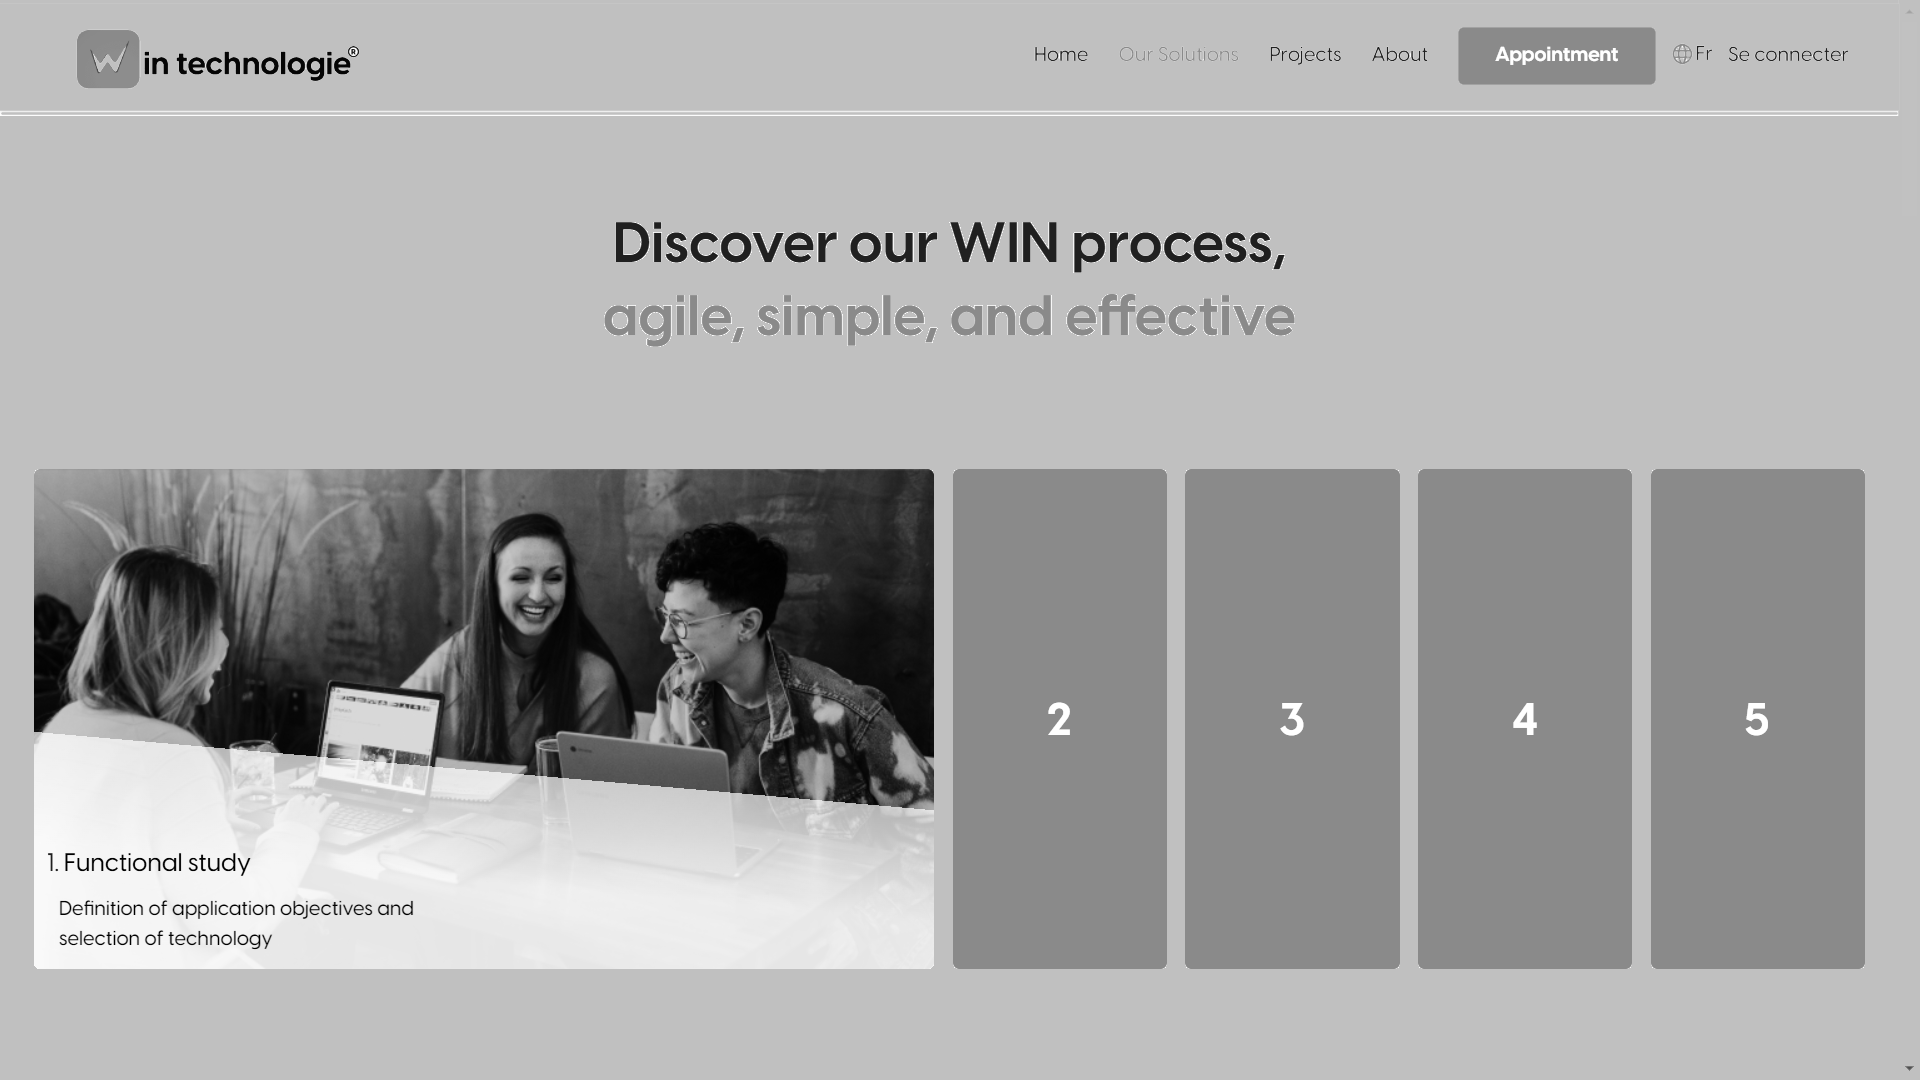 W in technologie®
Home Our Solutions Projects About Appointment Fr Se connecter
Discover our WIN process,
agile, simple, and effective
2 3 4 5
1. Functional study
Definition of application objectives and
selection of technology